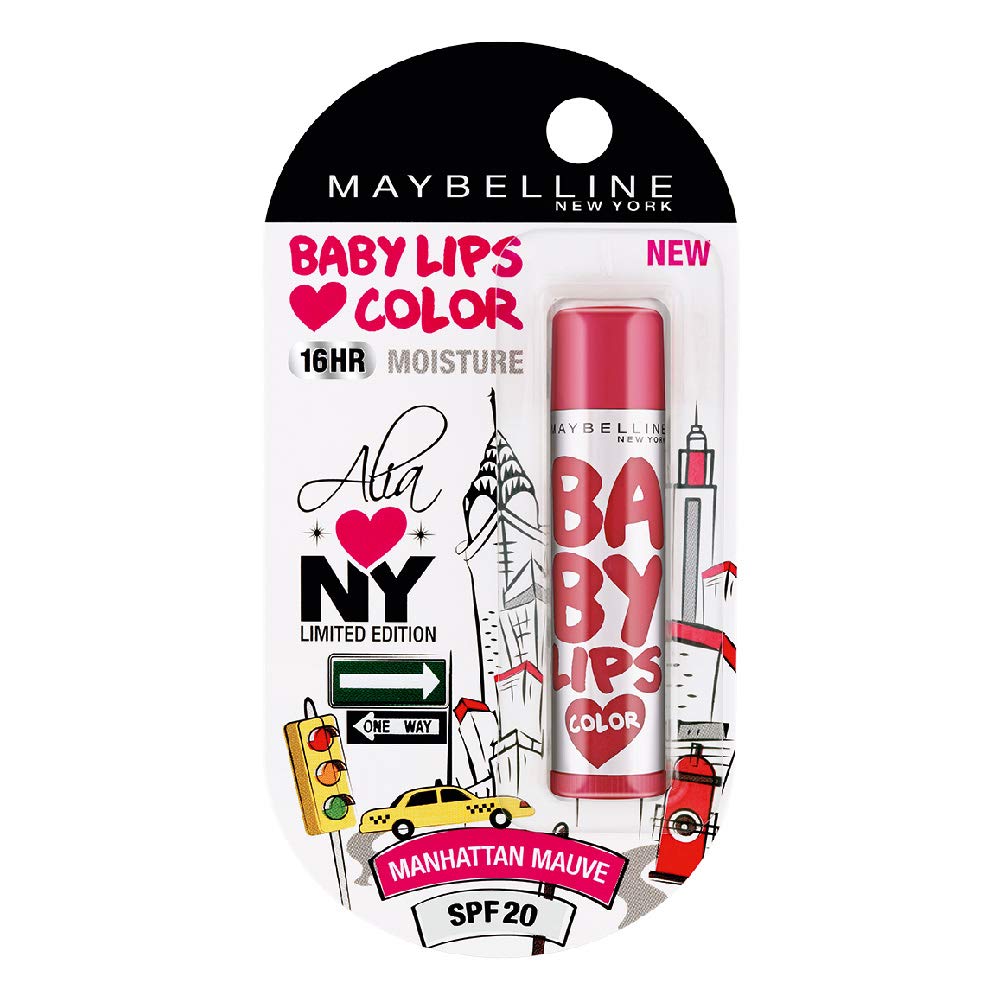 MAYBELLINE
NEW YORK
BABY LIPS
COLOR
NEW
16HR MOISTURE
Alia
NY
LIMITED EDITION
ONE WAY
MAYBELLINE
NEW YORK
BA
BY
LIPS
COLOR
MANHATTAN MAUVE
SPF 20